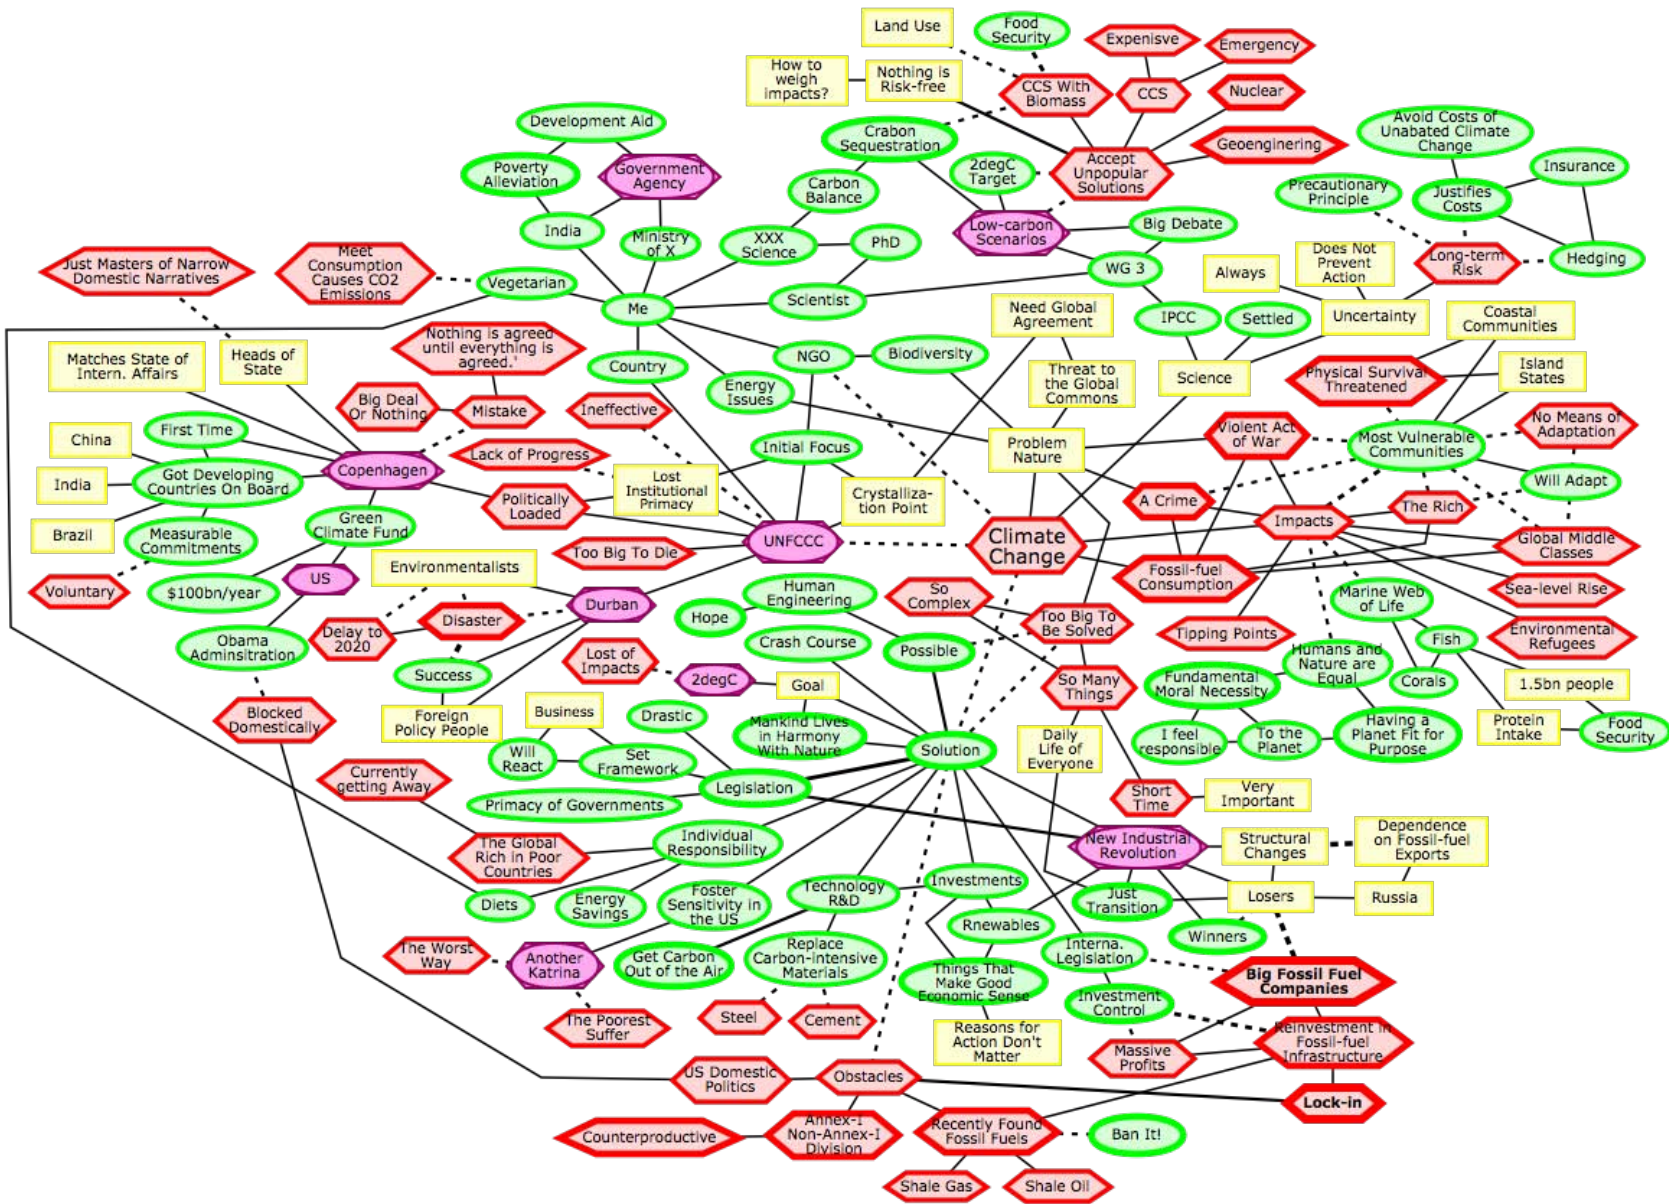 Land Use
Food
Security
Expenisve
Emergency
How to
weigh
impacts?
Nothing is
Risk-free
CCS With
Biomass
CCS
Nuclear
Development Aid
Crabon
Sequestration
Avoid Costs of
Unabated Climate
Change
Geoenginering
Poverty
Alleviation
Government
Agency
2degC
Target
Accept
Unpopular
Solutions
Insurance
Carbon
Balance
Precautionary
Principle
Justifies
Costs
India
Ministry
of X
XXX
Science
PhD
Low-carbon
Scenarios
Big Debate
Does Not
Prevent
Action
Hedging
Just Masters of Narrow
Domestic Narratives
Meet
Consumption
Causes CO2
Emissions
Vegetarian
WG 3
Always
Long-term
Risk
Me
Scientist
Need Global
Agreement
IPCC
Settled
Uncertainty
Coastal
Communities
Nothing is agreed
until everything is
agreed.'
Matches State of
Intern. Affairs
Heads of
State
Country
NGO
Biodiversity
Threat to
the Global
Commons
Science
Physical Survival
Threatened
Island
States
Energy
Issues
Big Deal
Or Nothing
Mistake
Ineffective
First Time
China
Lack of Progress
Initial Focus
Problem
Nature
Violent Act
of War
Most Vulnerable
Communities
No Means of
Adaptation
Copenhagen
India
Got Developing
Countries On Board
Politically
Loaded
Lost
Institutional
Primacy
Crystalliza-
tion Point
A Crime
The Rich
Will Adapt
Brazil
Measurable
Commitments
Green
Climate Fund
Too Big To Die
UNFCCC
Climate
Change
Impacts
Global Middle
Classes
Voluntary
$100bn/year
US
Environmentalists
Durban
Human
Engineering
So
Complex
Fossil-fuel
Consumption
Marine Web
of Life
Sea-level Rise
Hope
Delay to
2020
Disaster
Too Big To
Be Solved
Tipping Points
Fish
Environmental
Refugees
Obama
Adminsitration
Crash Course
Possible
Lost of
Impacts
Success
2degC
Goal
So Many
Things
Humans and
Nature are
Equal
Fundamental
Moral Necessity
Corals
1.5bn people
Blocked
Domestically
Foreign
Policy People
Business
Drastic
Mankind Lives
in Harmony
With Nature
Solution
Daily
Life of
Everyone
I feel
responsible
To the
Planet
Having a
Planet Fit for
Purpose
Protein
Intake
Food
Security
Will
React
Set
Framework
Currently
getting Away
Legislation
Primacy of Governments
Short
Time
Very
Important
The Global
Rich in Poor
Countries
Individual
Responsibility
New Industrial
Revolution
Structural
Changes
Dependence
on Fossil-fuel
Exports
Diets
Energy
Savings
Foster
Sensitivity in
the US
Technology
R&D
Investments
Just
Transition
Losers
Russia
Rnewables
Winners
The Worst
Way
Another
Katrina
Get Carbon
Out of the Air
Replace
Carbon-intensive
Materials
Interna.
Legislation
Things That
Make Good
Economic Sense
Big Fossil Fuel
Companies
Investment
Control
The Poorest
Suffer
Steel
Cement
Reasons for
Action Don't
Matter
Massive
Profits
Reinvestment in
Fossil-fuel
Infrastructure
US Domestic
Politics
Obstacles
Lock-in
Counterproductive
Annex-I
Non-Annex-I
Division
Recently Found
Fossil Fuels
Ban It!
Shale Gas
Shale Oil